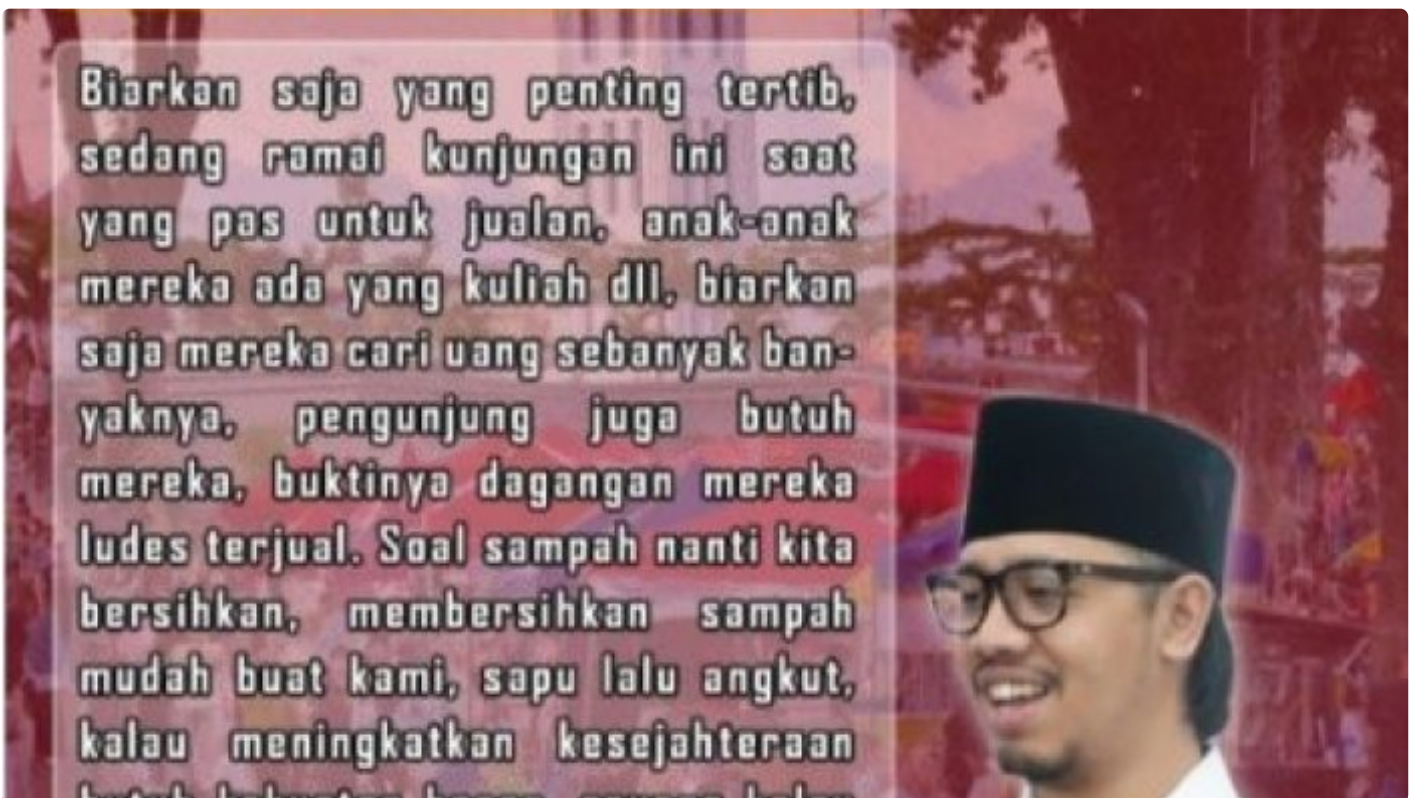 Biarkan saja yang penting tertib,
sedang ramai kunjungan ini saat
yang pas untuk jualan, anak-anak
mereka ada yang kuliah dll, biarkan
saja mereka cari uang sebanyak ban-
yaknya, pengunjung juga butuh
mereka, buktinya dagangan mereka
ludes terjual. Soal sampah nanti kita
bersihkan, membersihkan sampah
mudah buat kami, sapu lalu angkut,
kalau meningkatkan kesejahteraan